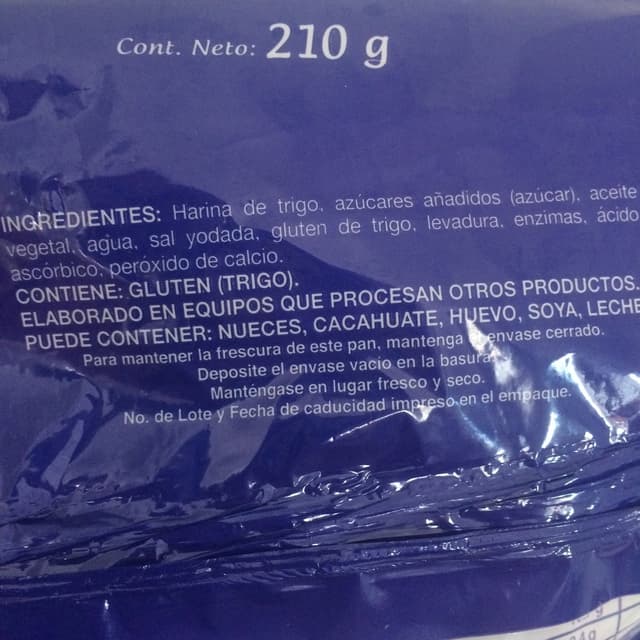 Cont. Neto: 210 g
INGREDIENTES: Harina de trigo, azúcares añadidos (azúcar), aceite
vegetal, agua, sal yodada, gluten de trigo, levadura, enzimas, ácido
ascórbico, peróxido de calcio.
CONTIENE: GLUTEN (TRIGO).
ELABORADO EN EQUIPOS QUE PROCESAN OTROS PRODUCTOS.
PUEDE CONTENER: NUECES, CACAHUATE, HUEVO, SOYA, LECHE
Para mantener la frescura de este pan, mantenga envase cerrado.
Deposite el envase vacío en la basura.
Manténgase en lugar fresco y seco.
No. de Lote y Fecha de caducidad impreso en el empaque.